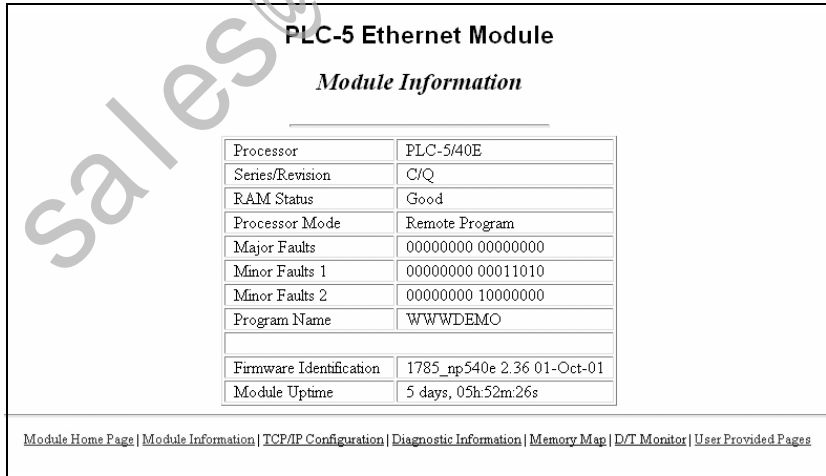 sales@
PLC-5 Ethernet Module
Module Information
Processor PLC-5/40E
Series/Revision C/Q
RAM Status Good
Processor Mode Remote Program
Major Faults 00000000 00000000
Minor Faults 1 00000000 00011010
Minor Faults 2 00000000 10000000
Program Name WWWDEMO
Firmware Identification 1785_np540e 2.36 01-Oct-01
Module Uptime 5 days, 05h:52m:26s
Module Home Page | Module Information | TCP/IP Configuration | Diagnostic Information | Memory Map | D/T Monitor | User Provided Pages